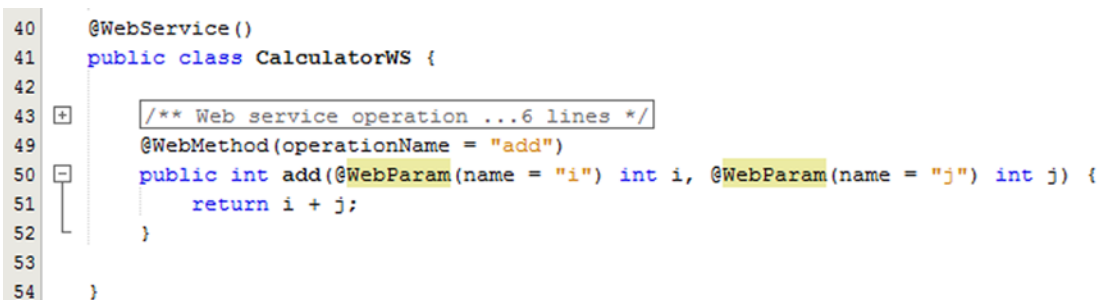 40 @WebService()
41 public class CalculatorWS {
42
43 /** Web service operation ...6 lines */
49 @WebMethod(operationName = "add")
50 public int add(@WebParam(name = "i") int i, @WebParam(name = "j") int j) {
51 return i + j;
52 }
53
54 }